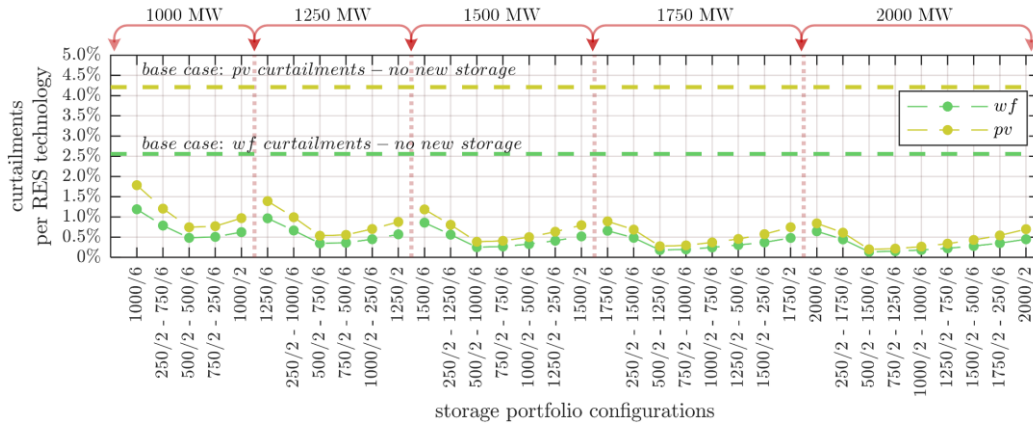 1000 MW
1250 MW
1500 MW
1750 MW
2000 MW
curtailments
per RES technology
5.0%
4.5%
4.0%
3.5%
3.0%
2.5%
2.0%
1.5%
1.0%
0.5%
0%
base case: pv curtailments – no new storage
base case: wf curtailments – no new storage
wf
pv
1000/6
250/2 - 750/6
500/2 - 500/6
750/2 - 250/6
1000/2
1250/6
250/2 - 1000/6
500/2 - 750/6
750/2 - 500/6
1000/2 - 250/6
1250/2
1500/6
250/2 - 1250/6
500/2 - 1000/6
750/2 - 750/6
1000/2 - 500/6
1250/2 - 250/6
1500/2
1750/6
250/2 - 1500/6
500/2 - 1250/6
750/2 - 1000/6
1000/2 - 750/6
1250/2 - 500/6
1500/2 - 250/6
1750/2
2000/6
250/2 - 1750/6
500/2 - 1500/6
750/2 - 1250/6
1000/2 - 1000/6
1250/2 - 750/6
1500/2 - 500/6
1750/2 - 250/6
2000/2
storage portfolio configurations